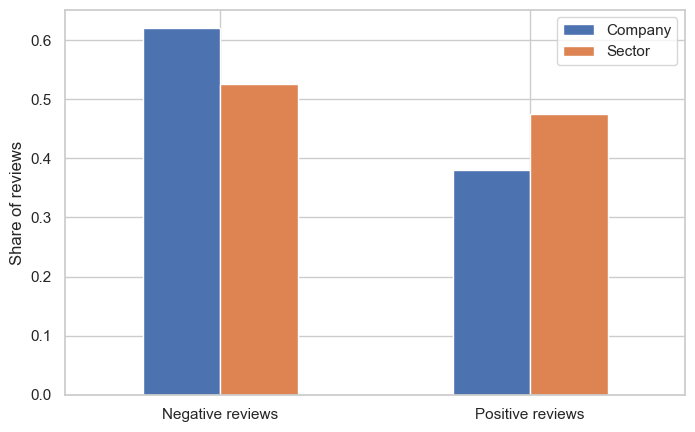 Share of reviews
0.6
0.5
0.4
0.3
0.2
0.1
0.0
Company
Sector
Negative reviews
Positive reviews